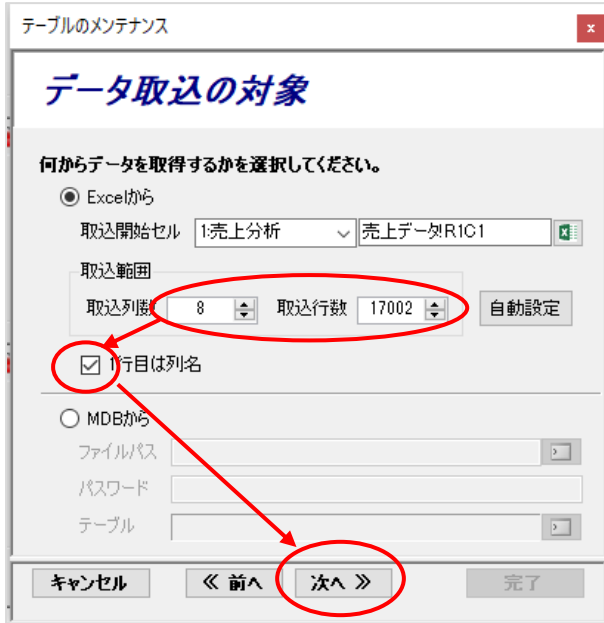 テーブルのメンテナンス x
データ取込の対象
何からデータを取得するかを選択してください。
Excelから
取込開始セル 1:売上分析 売上データ!R1C1
取込範囲
取込列数 8 取込行数 17002 自動設定
1行目は列名
MDBから
ファイルパス
パスワード
テーブル
キャンセル ≪ 前へ 次へ ≫ 完了